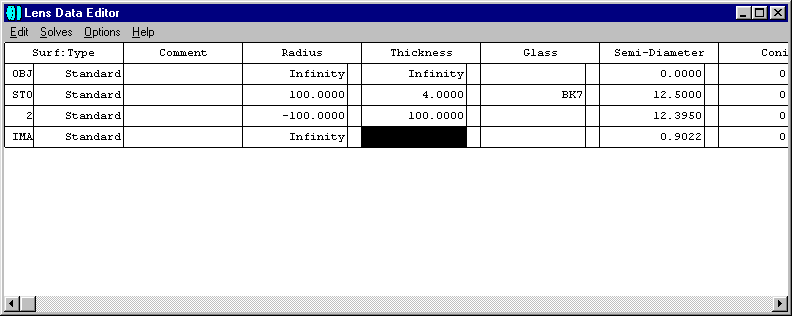 Lens Data Editor
Edit Solves Options Help
Surf:Type Comment Radius Thickness Glass Semi-Diameter Coni
OBJ Standard Infinity Infinity 0.0000 0
STO Standard 100.0000 4.0000 BK7 12.5000 0
2 Standard -100.0000 100.0000 12.3950 0
IMA Standard Infinity 0.9022 0